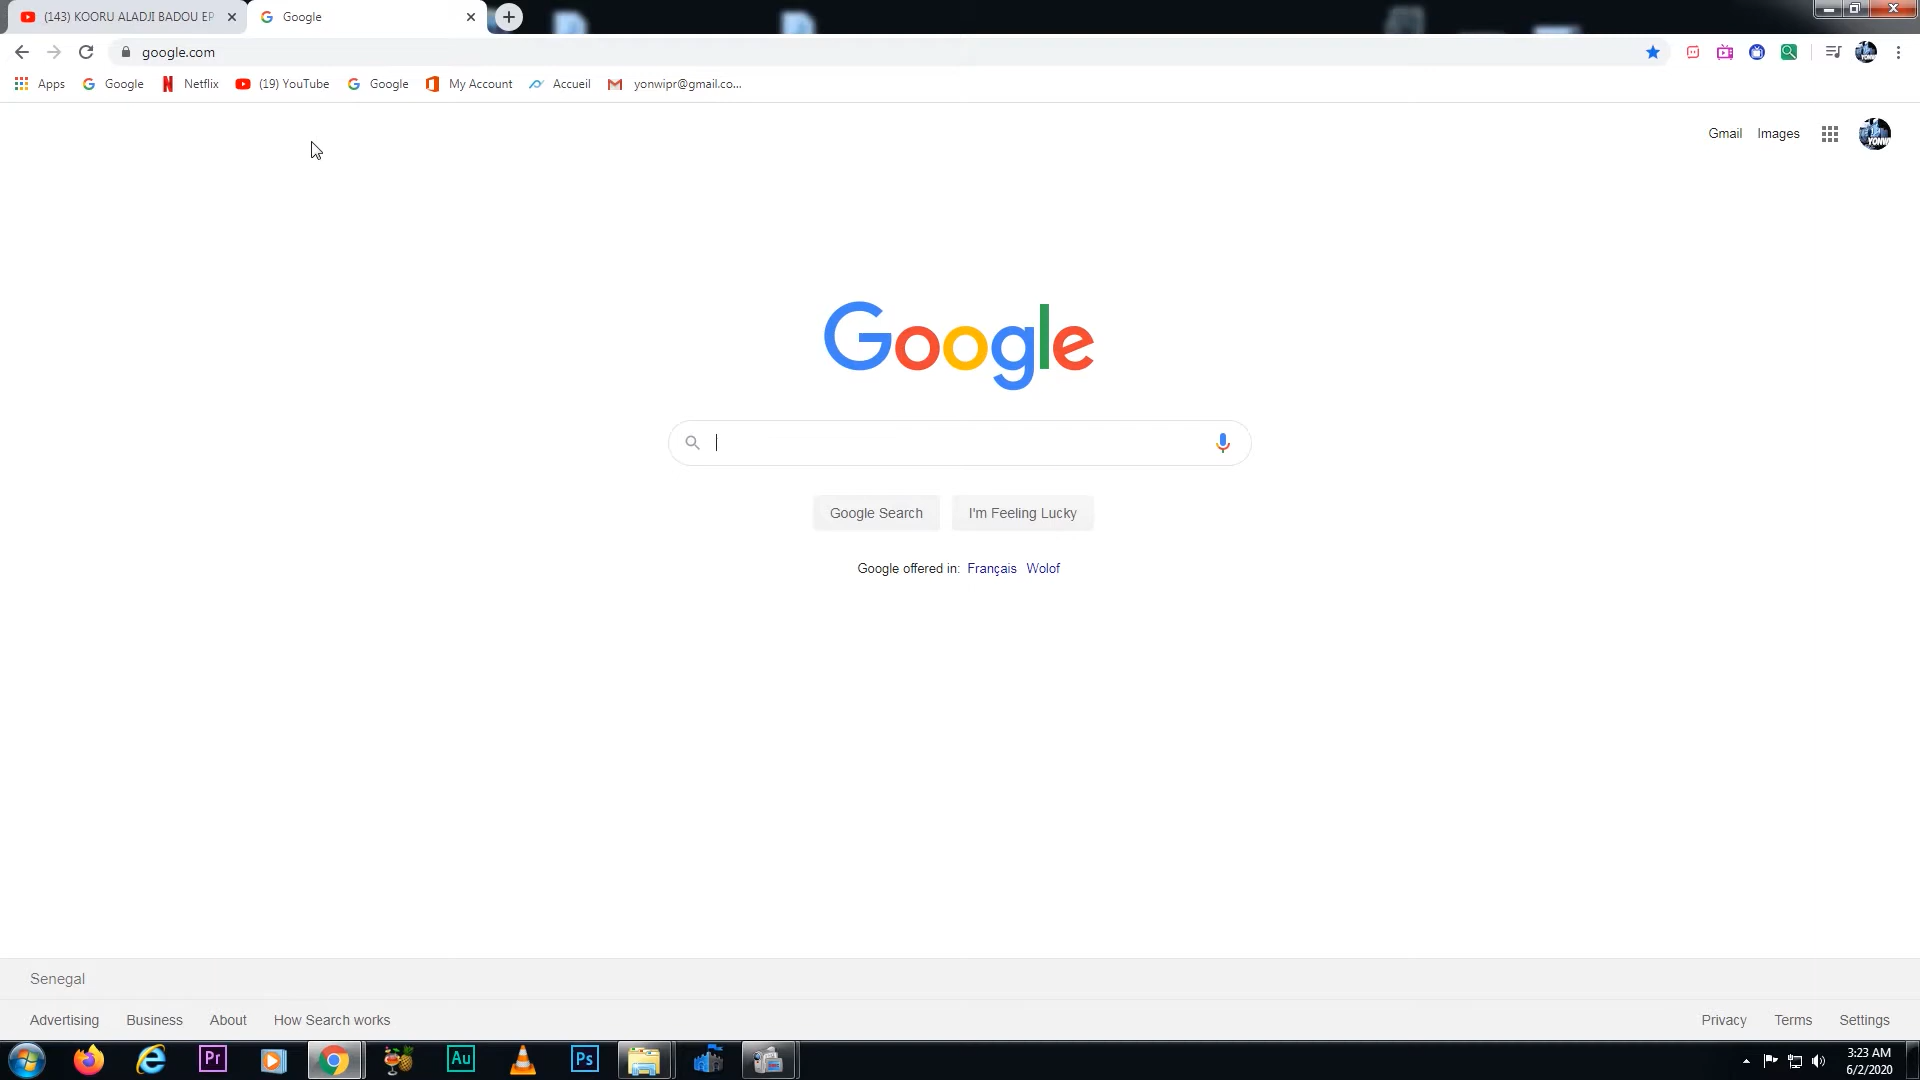 (143) KOORU ALADJI BADOU EP
Google
google.com
Apps Google Netflix (19) YouTube Google My Account Accueil yonwipr@gmail.co...
Gmail Images
Google
Google Search I'm Feeling Lucky
Google offered in: Français Wolof
Senegal
Advertising Business About How Search works
Privacy Terms Settings
Pr Au Ps
3:23 AM
6/2/2020